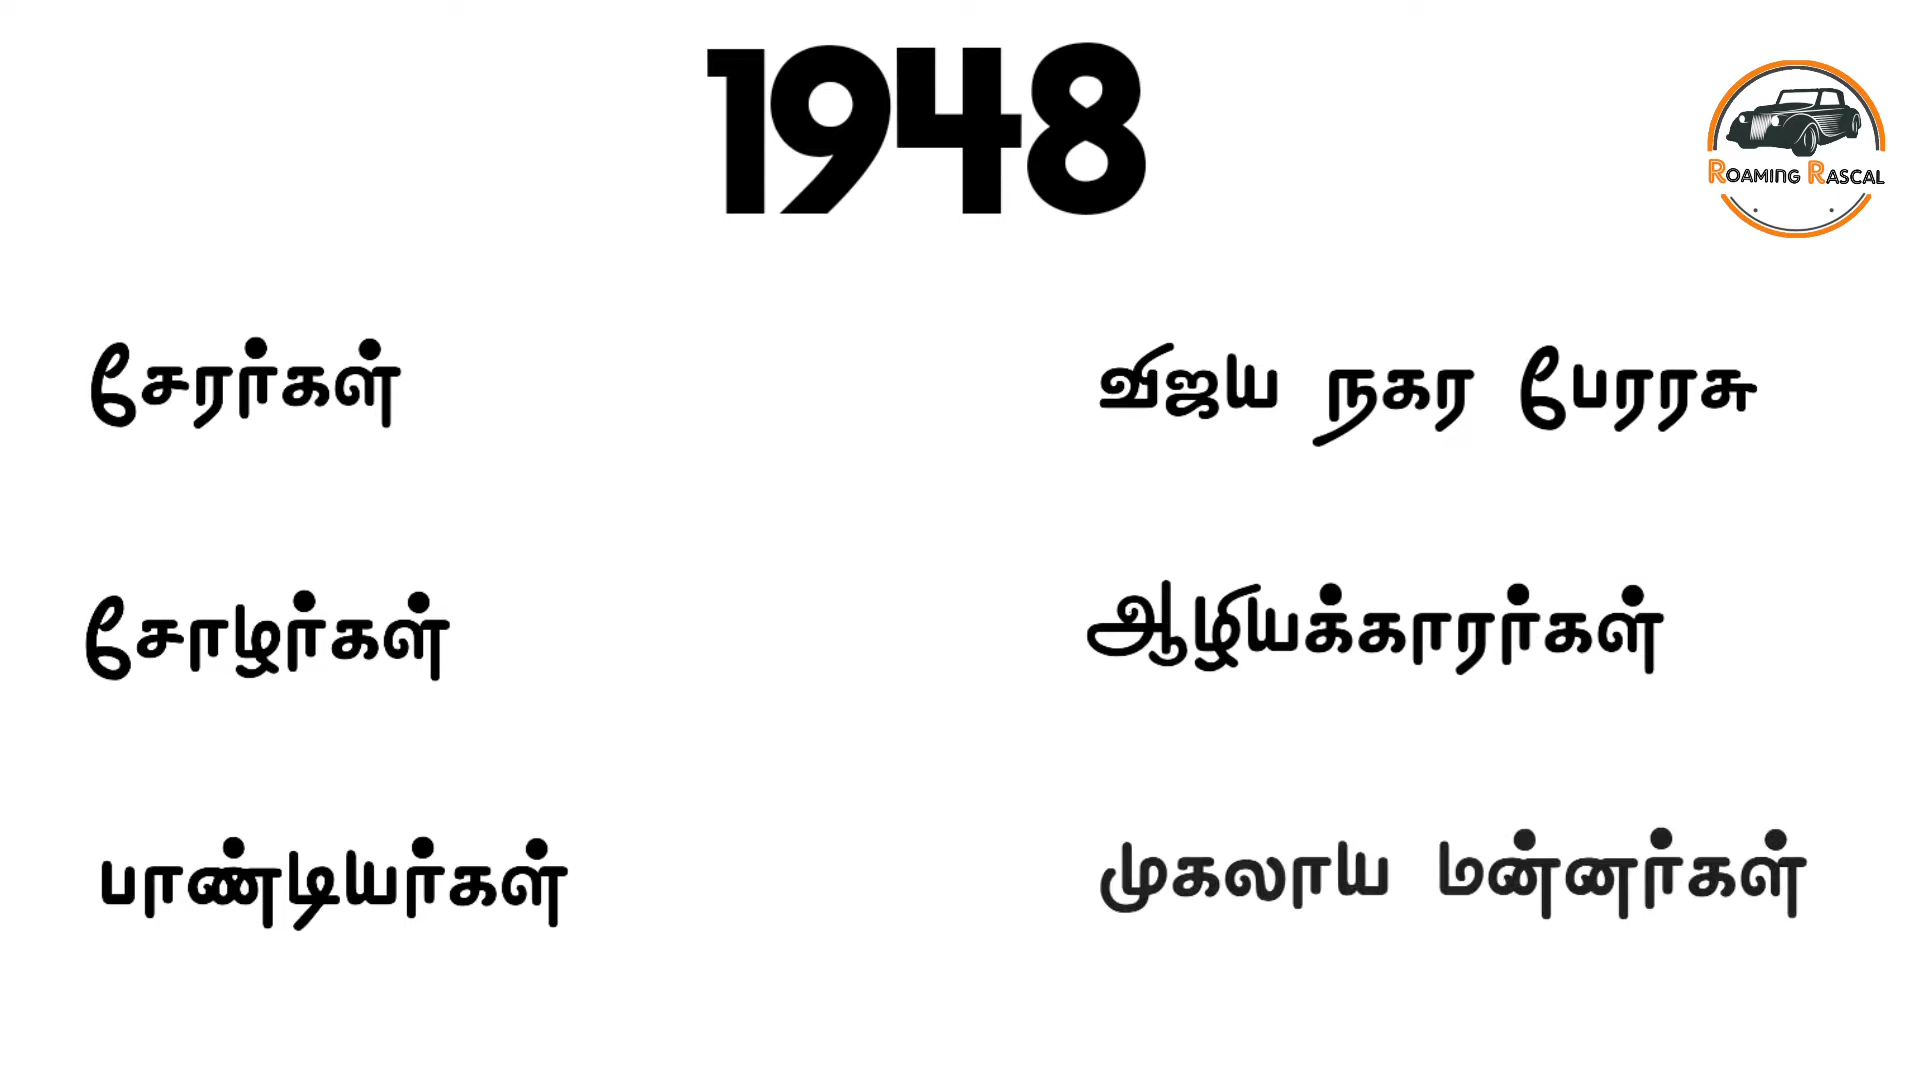 1948
ROAMING RASCAL
சேரர்கள்
விஜய நகர பேரரசு
சோழர்கள்
ஆழியக்காரர்கள்
பாண்டியர்கள்
முகலாய மன்னர்கள்